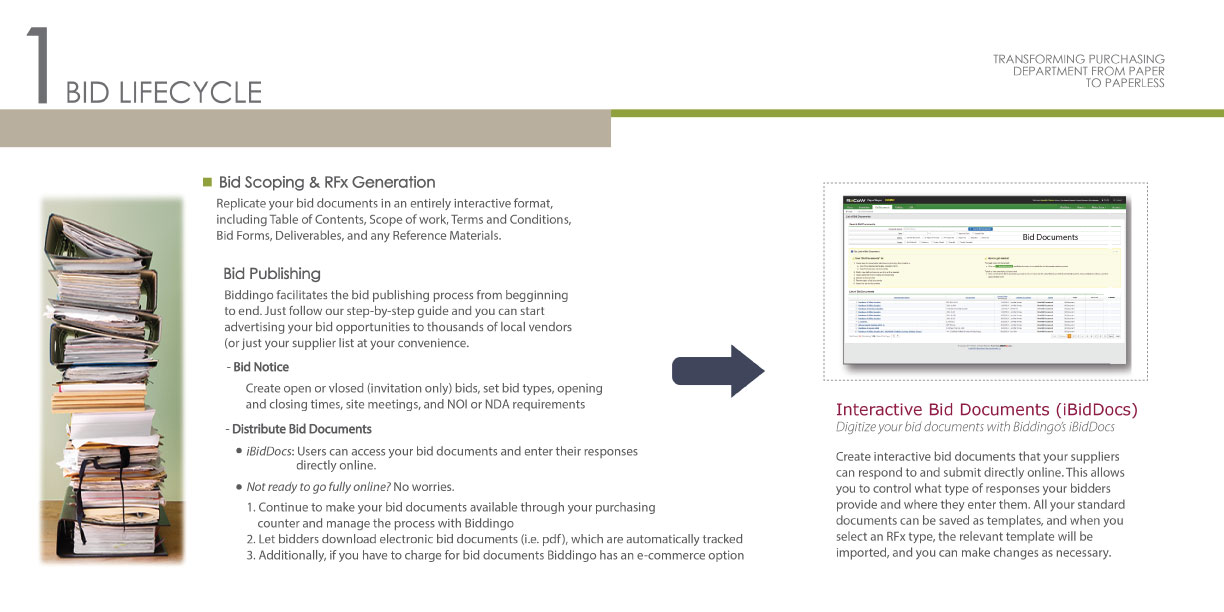 1 BID LIFECYCLE
TRANSFORMING PURCHASING
DEPARTMENT FROM PAPER
TO PAPERLESS
Bid Scoping & RFx Generation
Replicate your bid documents in an entirely interactive format,
including Table of Contents, Scope of work, Terms and Conditions,
Bid Forms, Deliverables, and any Reference Materials.
Bid Publishing
Biddingo facilitates the bid publishing process from begginning
to end. Just follow our step-by-step guide and you can start
advertising your bid opportunities to thousands of local vendors
(or just your supplier list at your convenience.
- Bid Notice
Create open or vlosed (invitation only) bids, set bid types, opening
and closing times, site meetings, and NOI or NDA requirements
- Distribute Bid Documents
• iBidDocs: Users can access your bid documents and enter their responses
directly online.
• Not ready to go fully online? No worries.
1. Continue to make your bid documents available through your purchasing
counter and manage the process with Biddingo
2. Let bidders download electronic bid documents (i.e. pdf), which are automatically tracked
3. Additionally, if you have to charge for bid documents Biddingo has an e-commerce option
Bid Documents
Interactive Bid Documents (iBidDocs)
Digitize your bid documents with Biddingo's iBidDocs
Create interactive bid documents that your suppliers
can respond to and submit directly online. This allows
you to control what type of responses your bidders
provide and where they enter them. All your standard
documents can be saved as templates, and when you
select an RFx type, the relevant template will be
imported, and you can make changes as necessary.